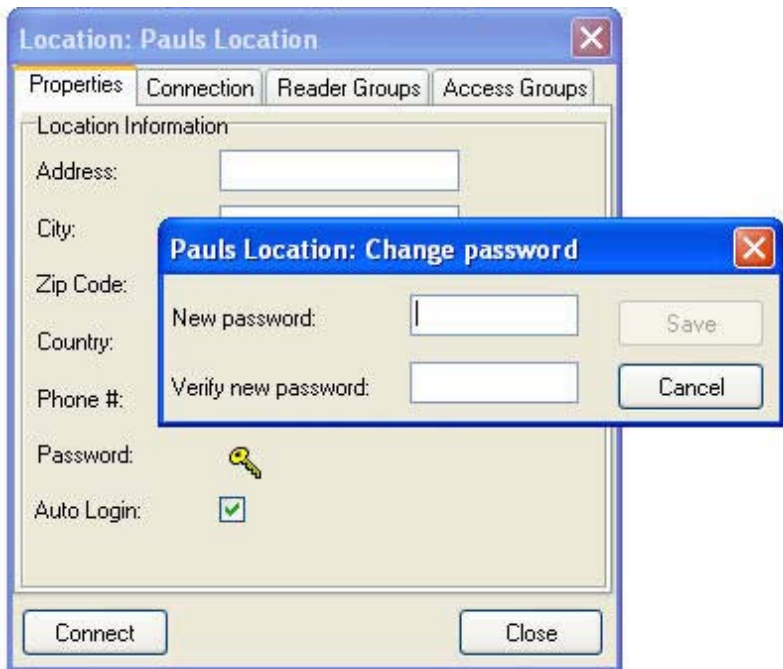 Location: Pauls Location
Properties Connection Reader Groups Access Groups
Location Information
Address:
City:
Pauls Location: Change password
Zip Code:
New password:
Save
Country:
Verify new password:
Cancel
Phone #:
Password:
Auto Login:
Connect Close